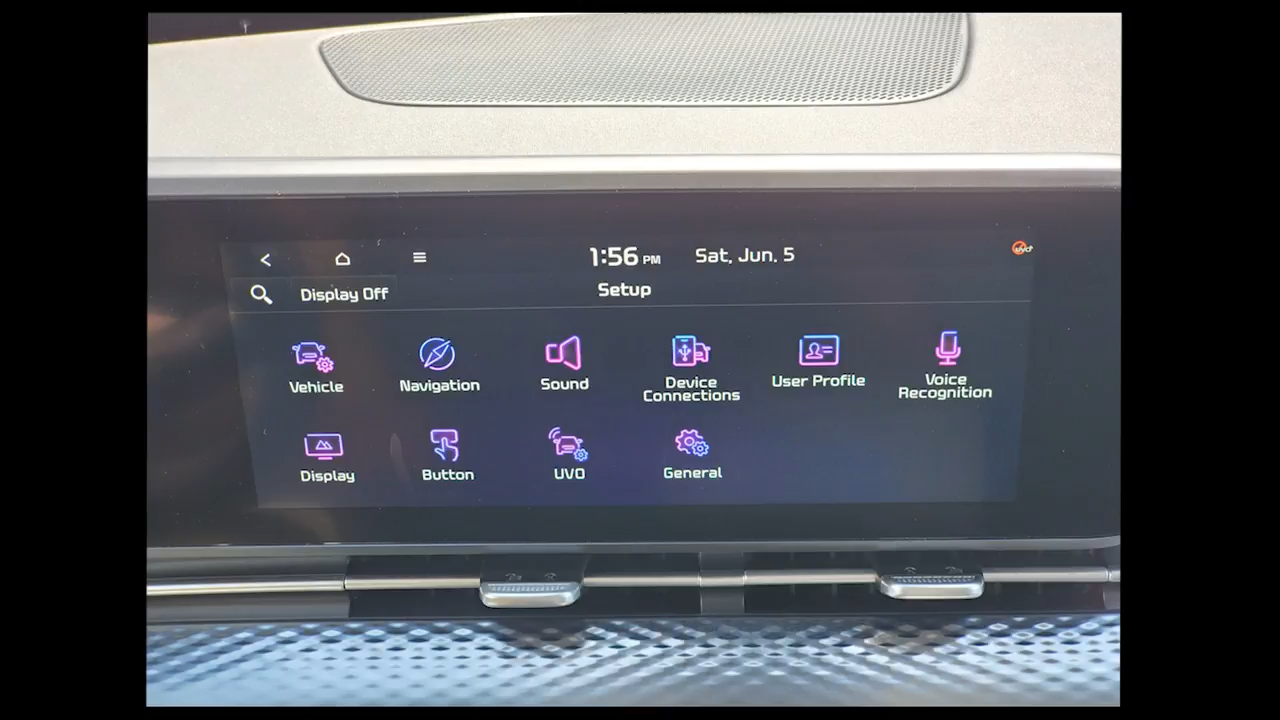 1:56 PM Sat, Jun. 5
Display Off
Setup
Vehicle
Navigation
Sound
Device
Connections
User Profile
Voice
Recognition
Display
Button
UVO
General